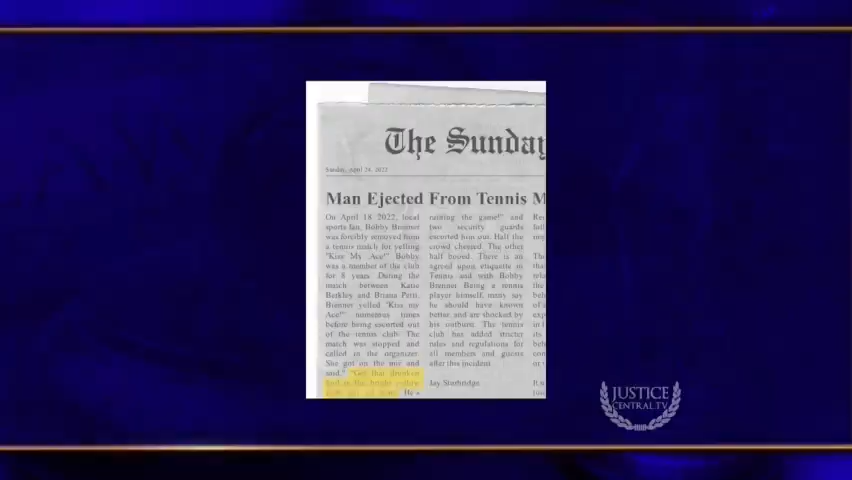 The Sunday
Sunday, April 24, 2022
Man Ejected From Tennis M
On April 18 2022, local
sports fan, Bobby Brenner
was forcibly removed from
a tennis match for yelling
"Kiss My Ace!" Bobby
was a member of the club
for 8 years. During the
match between Katie
Berkley and Briana Petti,
Brenner yelled "Kiss my
Ace!" numerous times
before being escorted out
of the tennis club. The
match was stopped and
called in the organizer.
She got on the mic and
said," "Get that drunken
He's
ruining the game!" and
two security guards
escorted him out. Half the
crowd cheered. The other
half booed. There is an
agreed upon etiquette in
Tennis and with Bobby
Brenner Being a tennis
player himself, many say
he should have known
better and are shocked by
his outburst. The tennis
club has added stricter
rules and regulations for
all members and guests
after this incident.
Jay Starbridge
JUSTICE
CENTRAL.TV